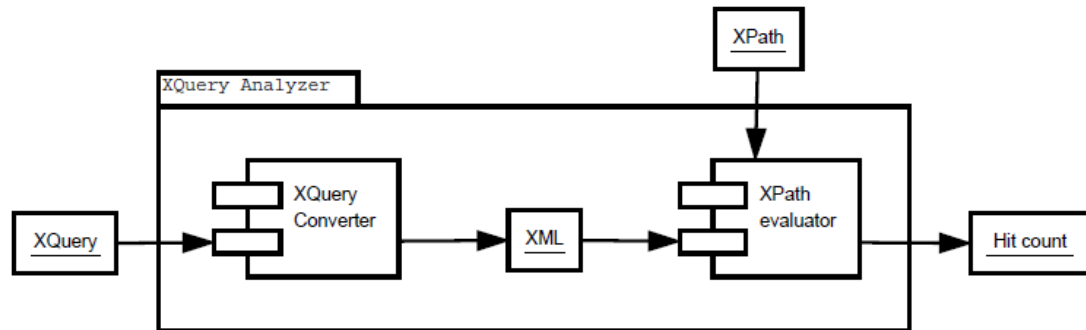 XPath
XQuery Analyzer
XQuery
Converter
XPath
evaluator
XQuery
XML
Hit count